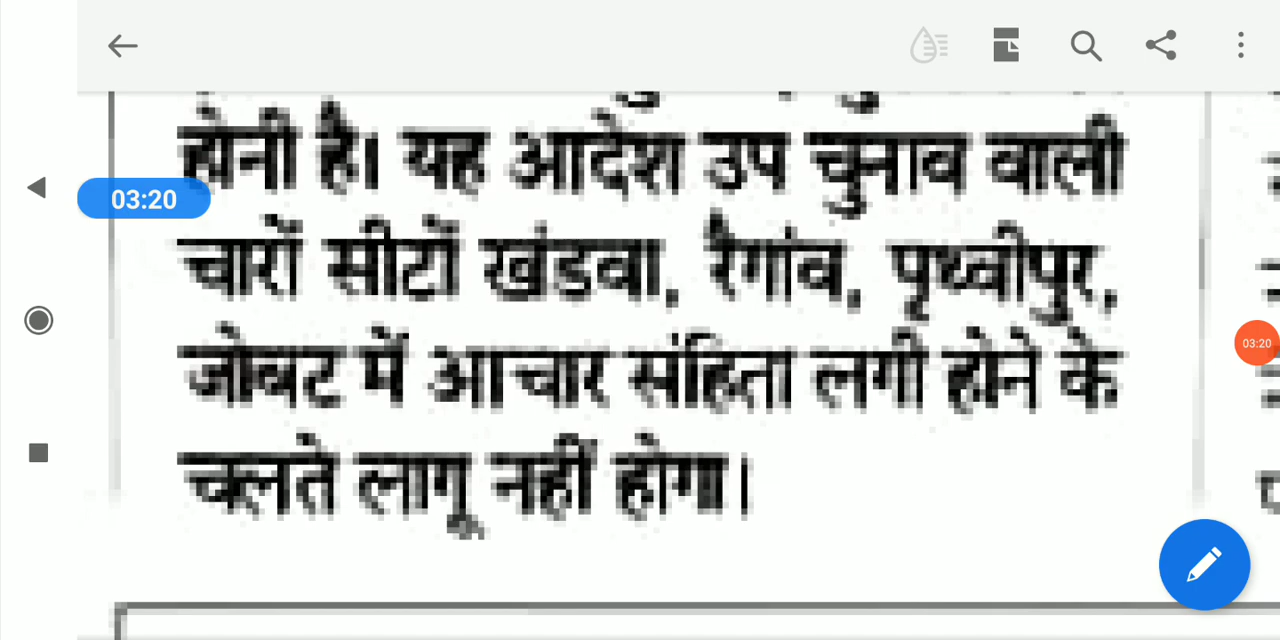 होनी है। यह आदेश उप चुनाव वाली
03:20
चारों सीटों खंडवा, रैगांव, पृथ्वीपुर,
जोबट में आचार संहिता लगी होने के
03:20
चलते लागू नहीं होगा।